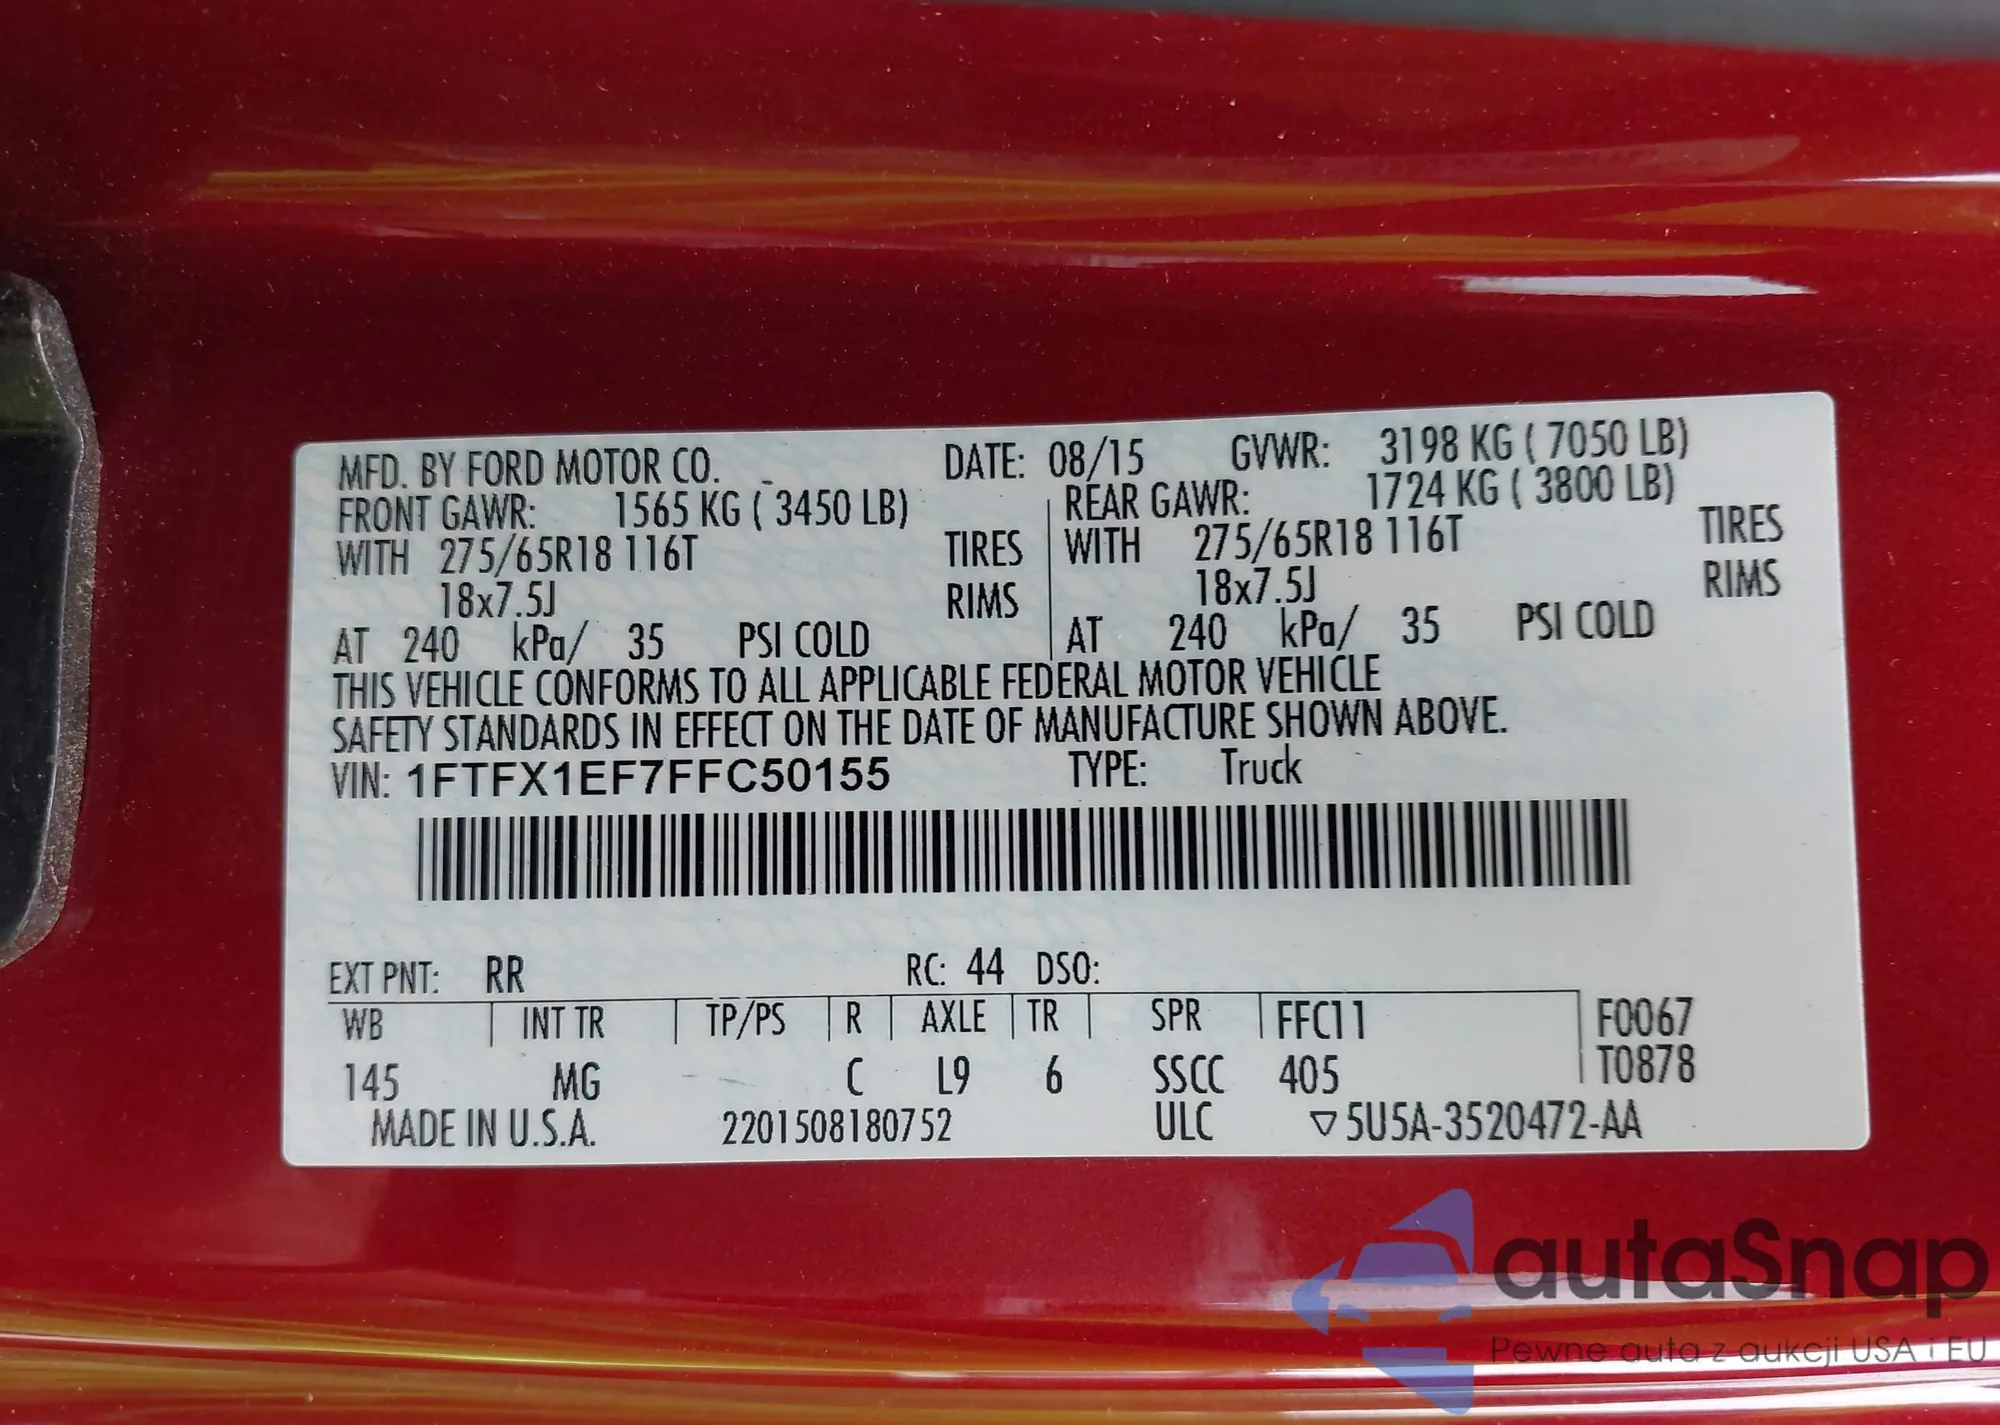 MFD. BY FORD MOTOR CO. DATE: 08/15 GVWR: 3198 KG ( 7050 LB)
FRONT GAWR: 1565 KG ( 3450 LB) REAR GAWR: 1724 KG ( 3800 LB)
WITH 275/65R18 116T TIRES WITH 275/65R18 116T TIRES
18x7.5J RIMS 18x7.5J RIMS
AT 240 kPa/ 35 PSI COLD AT 240 kPa/ 35 PSI COLD
THIS VEHICLE CONFORMS TO ALL APPLICABLE FEDERAL MOTOR VEHICLE
SAFETY STANDARDS IN EFFECT ON THE DATE OF MANUFACTURE SHOWN ABOVE.
VIN: 1FTFX1EF7FFC50155 TYPE: Truck
EXT PNT: RR RC: 44 DSO:
WB INT TR TP/PS R AXLE TR SPR FFC11 F0067
145 MG C L9 6 SSCC 405 T0878
MADE IN U.S.A. 2201508180752 ULC ▽5U5A-3520472-AA
autaSnap
Pewne auta z aukcji USA i EU